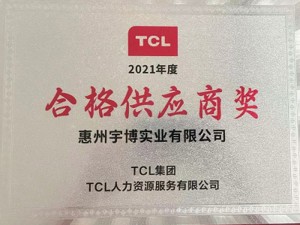 TCL
2021年度
合格供应商奖
惠州宇博实业有限公司
TCL集团
TCL人力资源服务有限公司